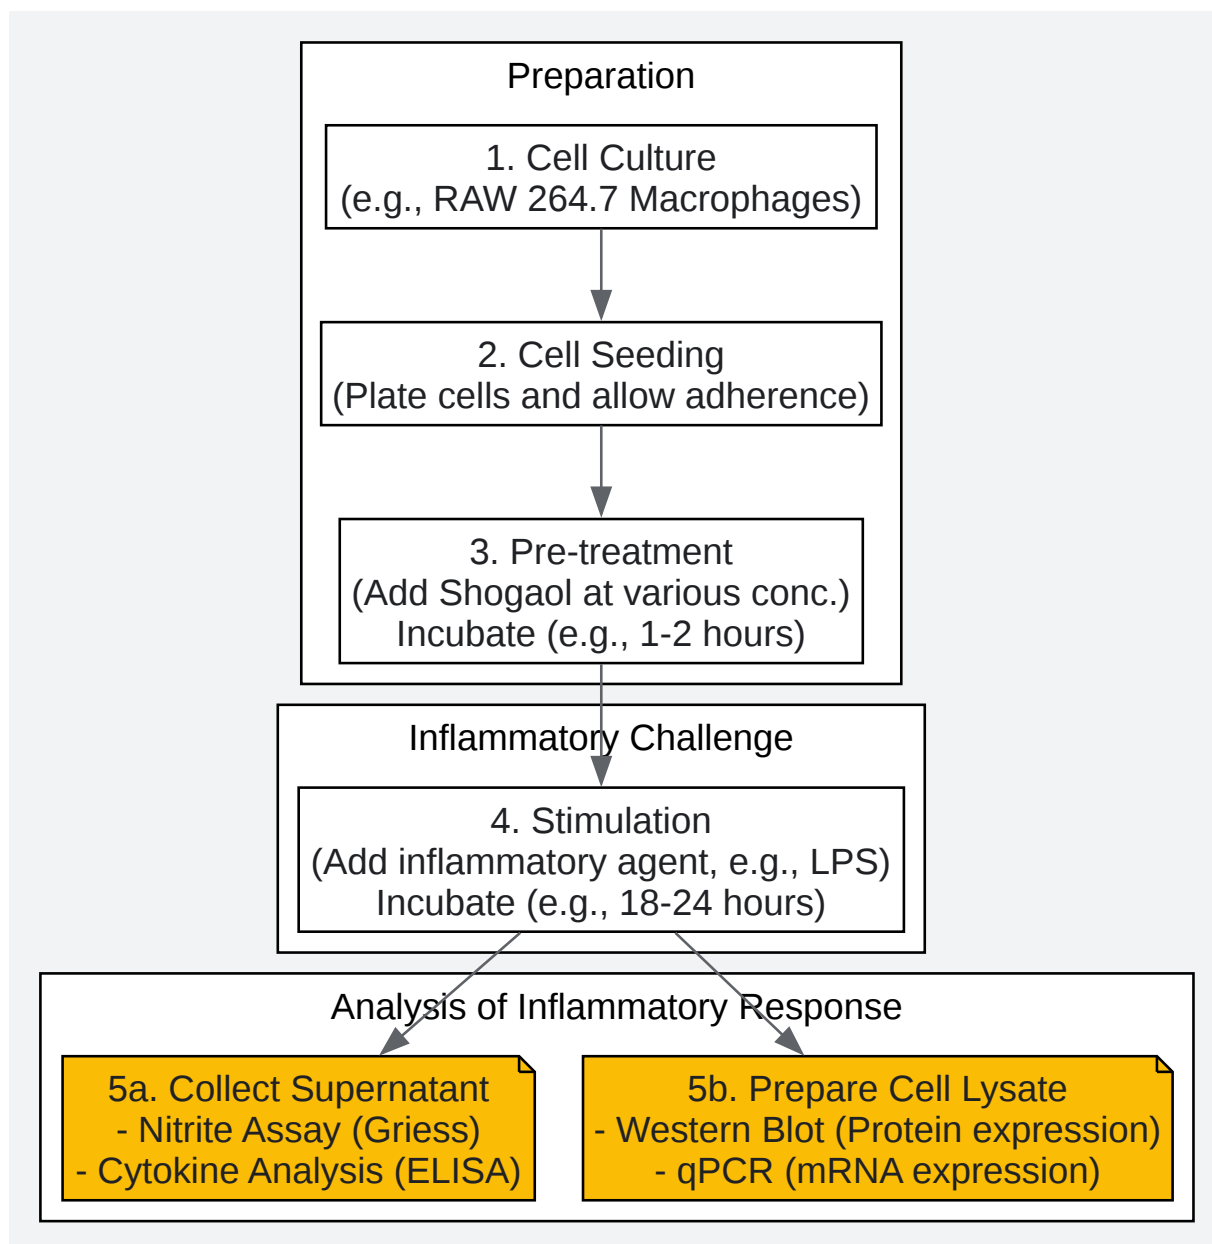 Preparation
1. Cell Culture
(e.g., RAW 264.7 Macrophages)
2. Cell Seeding
(Plate cells and allow adherence)
3. Pre-treatment
(Add Shogaol at various conc.)
Incubate (e.g., 1-2 hours)
Inflammatory Challenge
4. Stimulation
(Add inflammatory agent, e.g., LPS)
Incubate (e.g., 18-24 hours)
Analysis of Inflammatory Response
5a. Collect Supernatant
- Nitrite Assay (Griess)
- Cytokine Analysis (ELISA)
5b. Prepare Cell Lysate
- Western Blot (Protein expression)
- qPCR (mRNA expression)